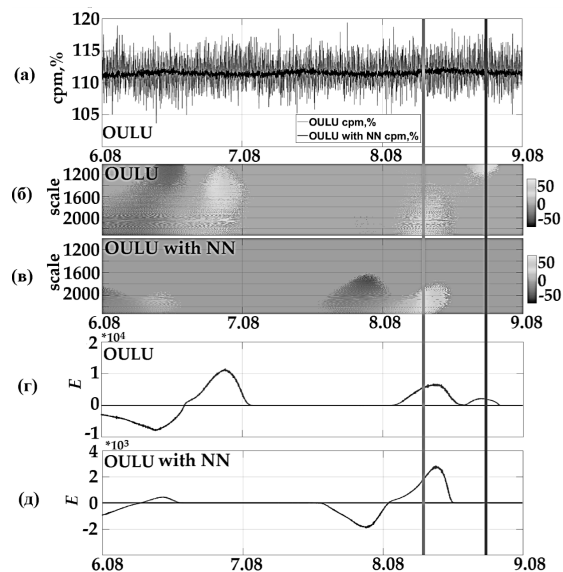 120
115
110
105
(а)
cpm,%
OULU
OULU cpm,%
OULU with NN cpm,%
6.08 7.08 8.08 9.08
(б)
scale
1200
1600
2000
OULU
50
0
-50
(в)
scale
1200
1600
2000
OULU with NN
50
0
-50
6.08 7.08 8.08 9.08
*10⁴
(г)
E
2
1
0
-1
OULU
*10³
(д)
E
4
2
0
-2
OULU with NN
6.08 7.08 8.08 9.08